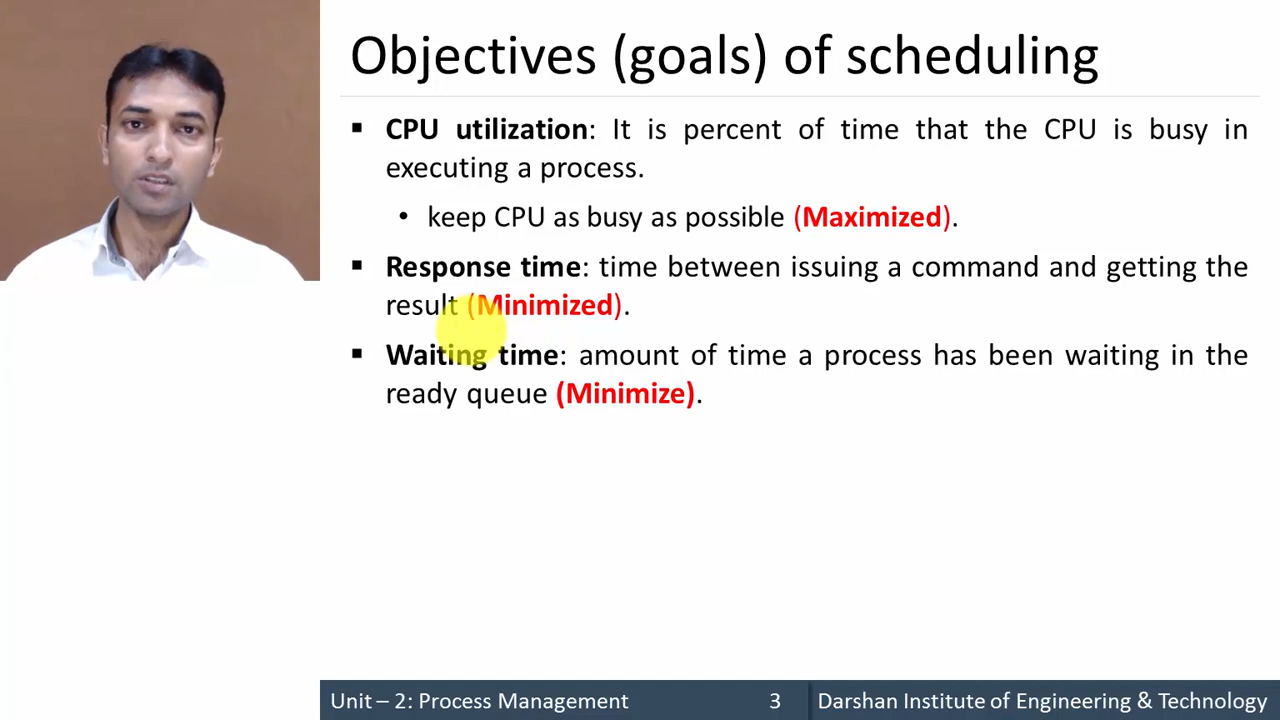 Objectives (goals) of scheduling
▪ CPU utilization: It is percent of time that the CPU is busy in
executing a process.
• keep CPU as busy as possible (Maximized).
▪ Response time: time between issuing a command and getting the
result (Minimized).
▪ Waiting time: amount of time a process has been waiting in the
ready queue (Minimize).
Unit – 2: Process Management 3 Darshan Institute of Engineering & Technology